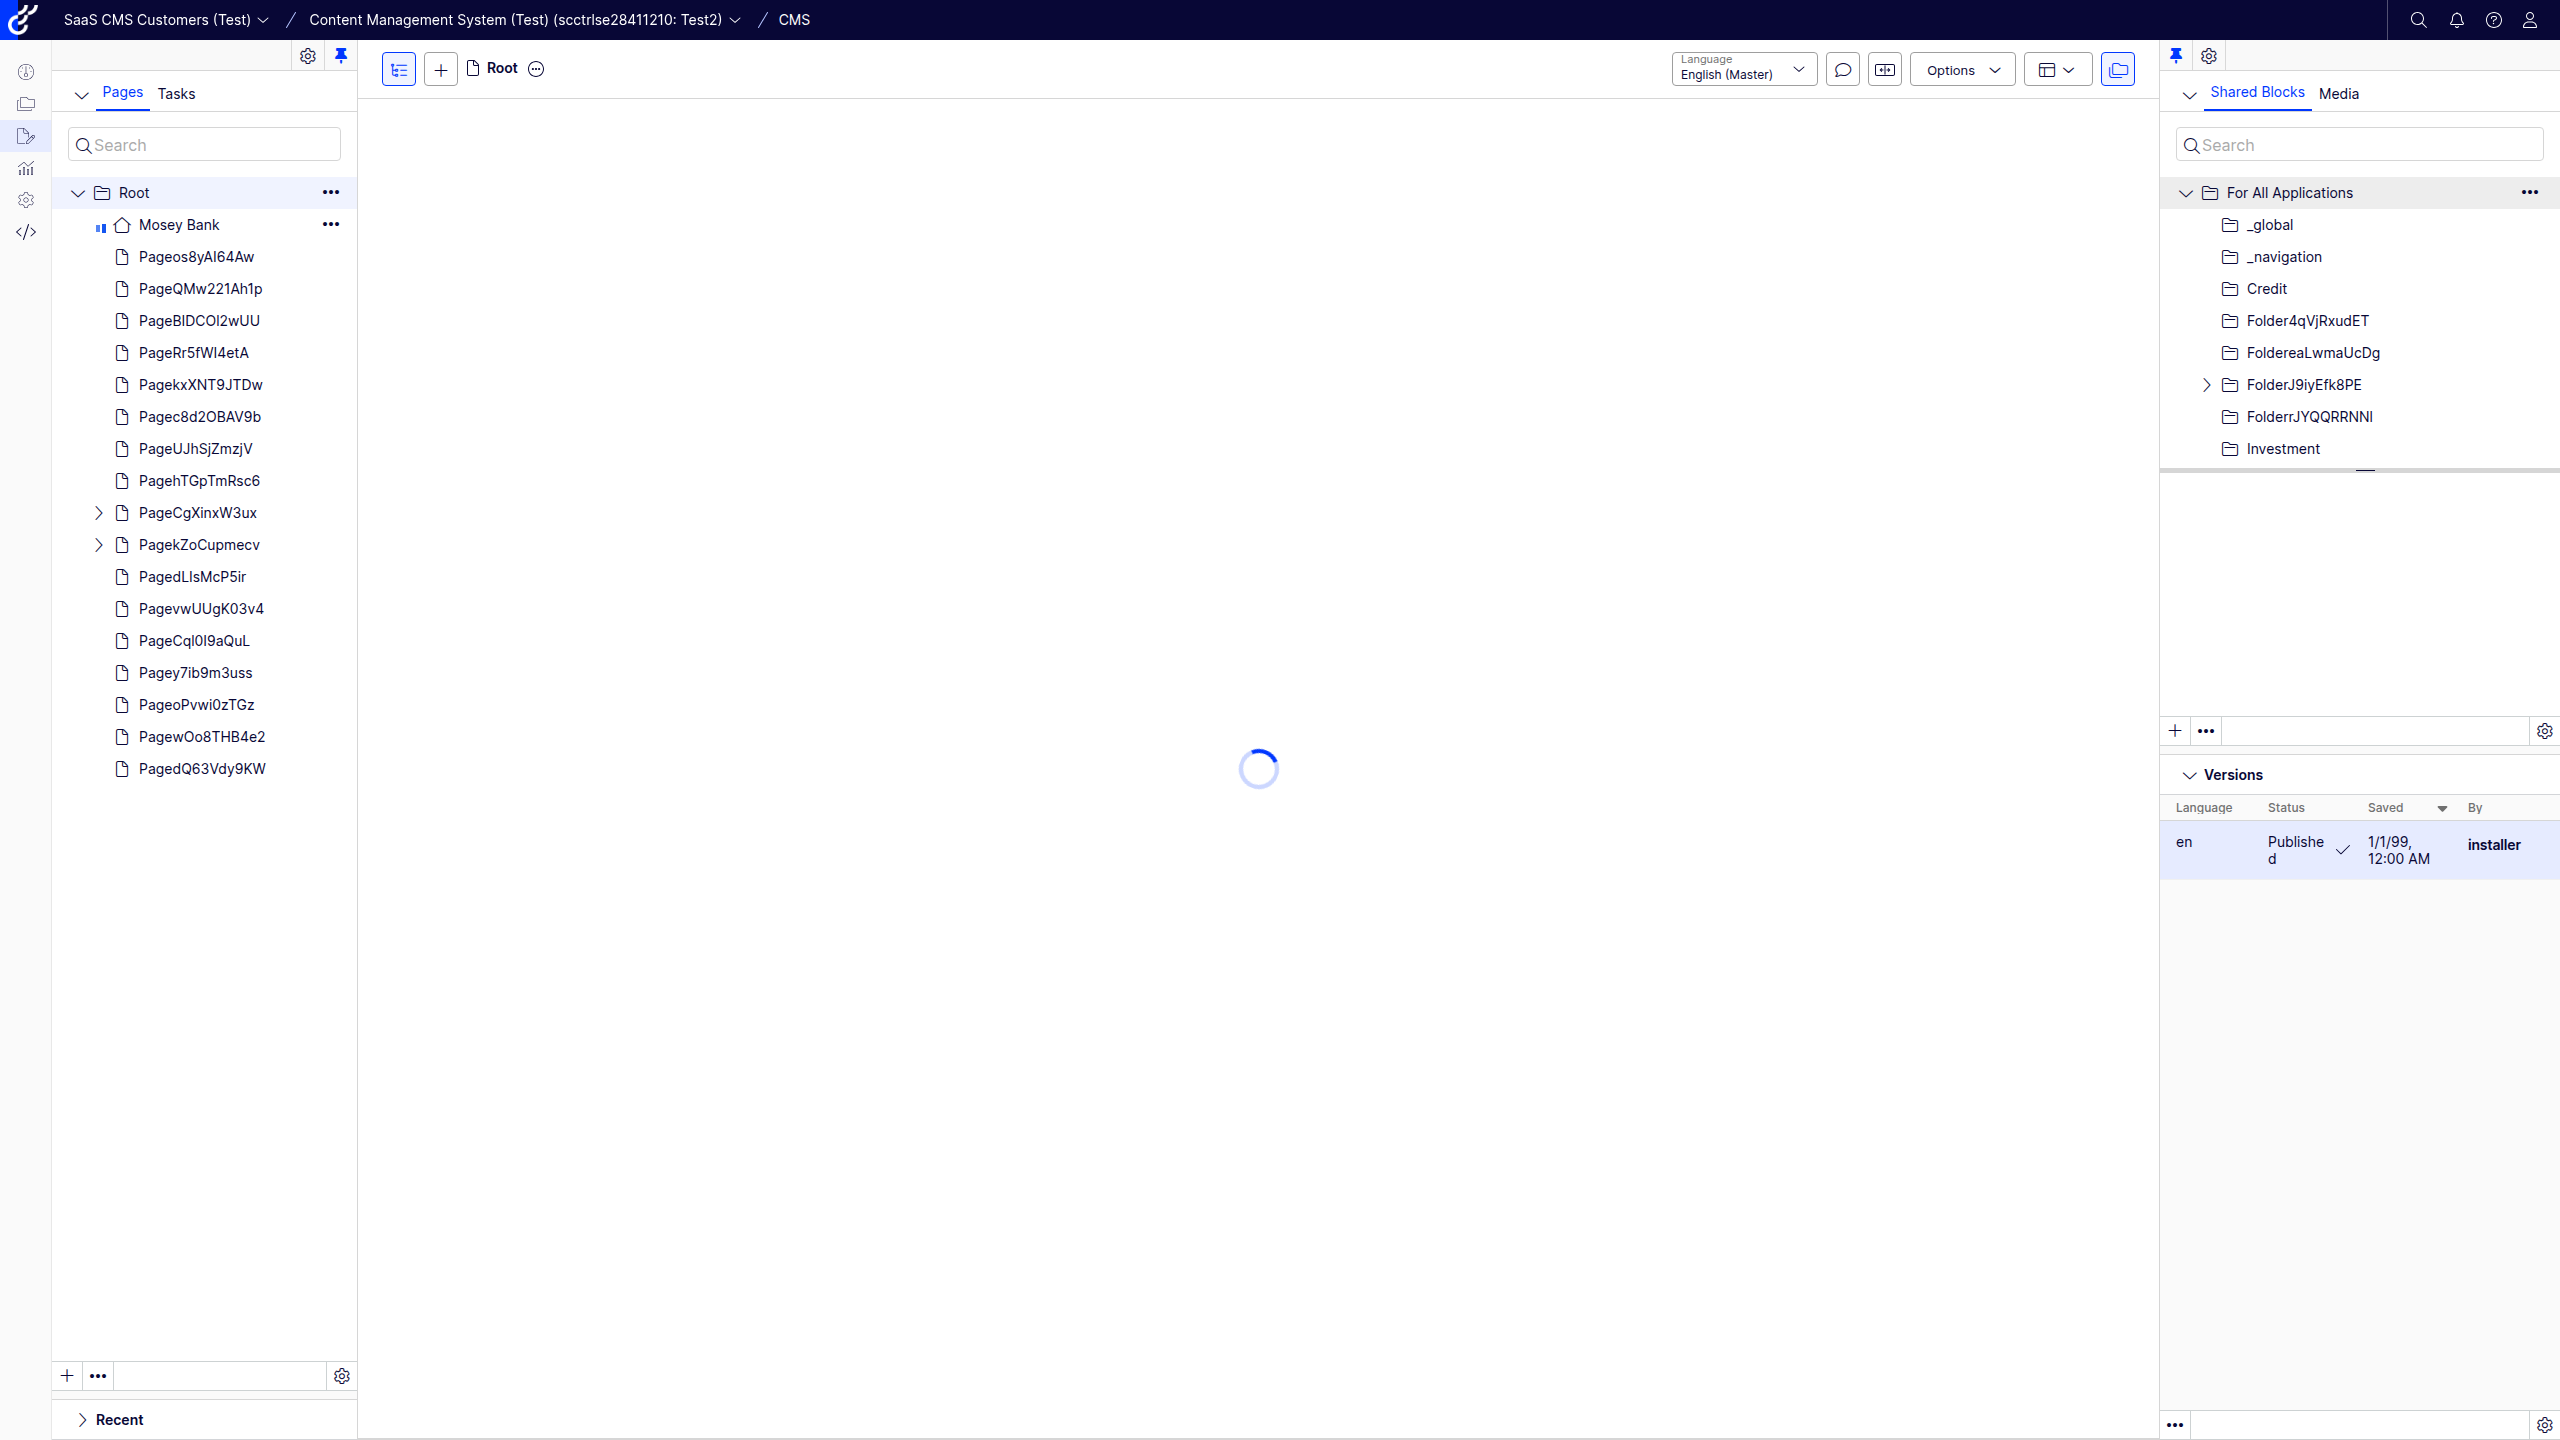 SaaS CMS Customers (Test) / Content Management System (Test) (scctrlse28411210: Test2) / CMS
Pages Tasks
Search
Root
Mosey Bank
Pageos8yAI64Aw
PageQMw221Ah1p
PageBIDCOI2wUU
PageRr5fWI4etA
PagekxXNT9JTDw
Pagec8d2OBAV9b
PageUJhSjZmzjV
PagehTGpTmRsc6
PageCgXinxW3ux
PagekZoCupmecv
PagedLIsMcP5ir
PagevwUUgK03v4
PageCqI0I9aQuL
Pagey7ib9m3uss
PageoPvwi0zTGz
PagewOo8THB4e2
PagedQ63Vdy9KW
Recent
Root
Language
English (Master)
Options
Shared Blocks Media
Search
For All Applications
_global
_navigation
Credit
Folder4qVjRxudET
FoldereaLwmaUcDg
FolderJ9iyEfk8PE
FolderrJYQQRRNNI
Investment
Versions
Language Status Saved By
en Publishe 1/1/99, installer
d 12:00 AM